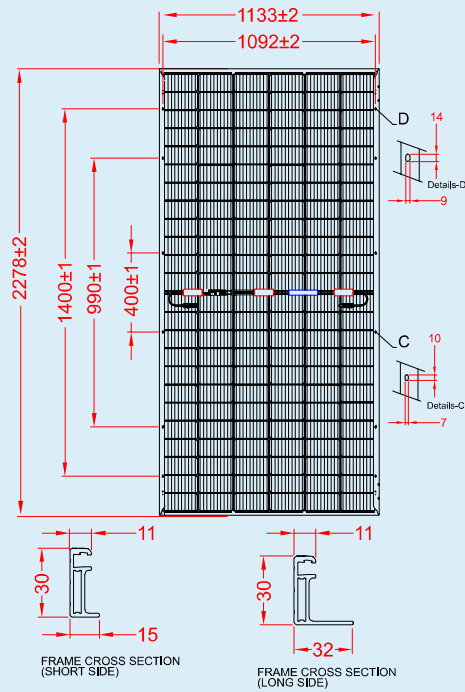 1133±2
1092±2
D
14
Details-D
9
2278±2
1400±1
990±1
400±1
C
10
Details-C
7
11
30
15
FRAME CROSS SECTION
(SHORT SIDE)
11
30
32
FRAME CROSS SECTION
(LONG SIDE)